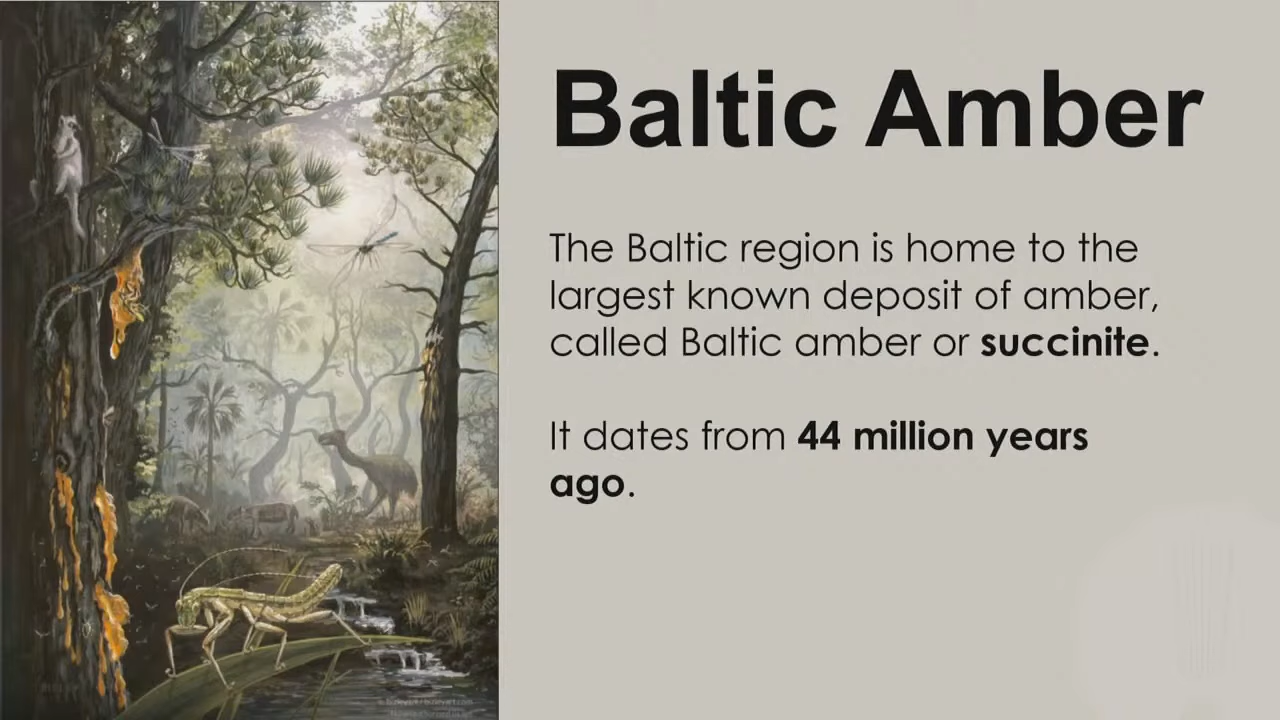 Baltic Amber
The Baltic region is home to the
largest known deposit of amber,
called Baltic amber or succinite.
It dates from 44 million years
ago.